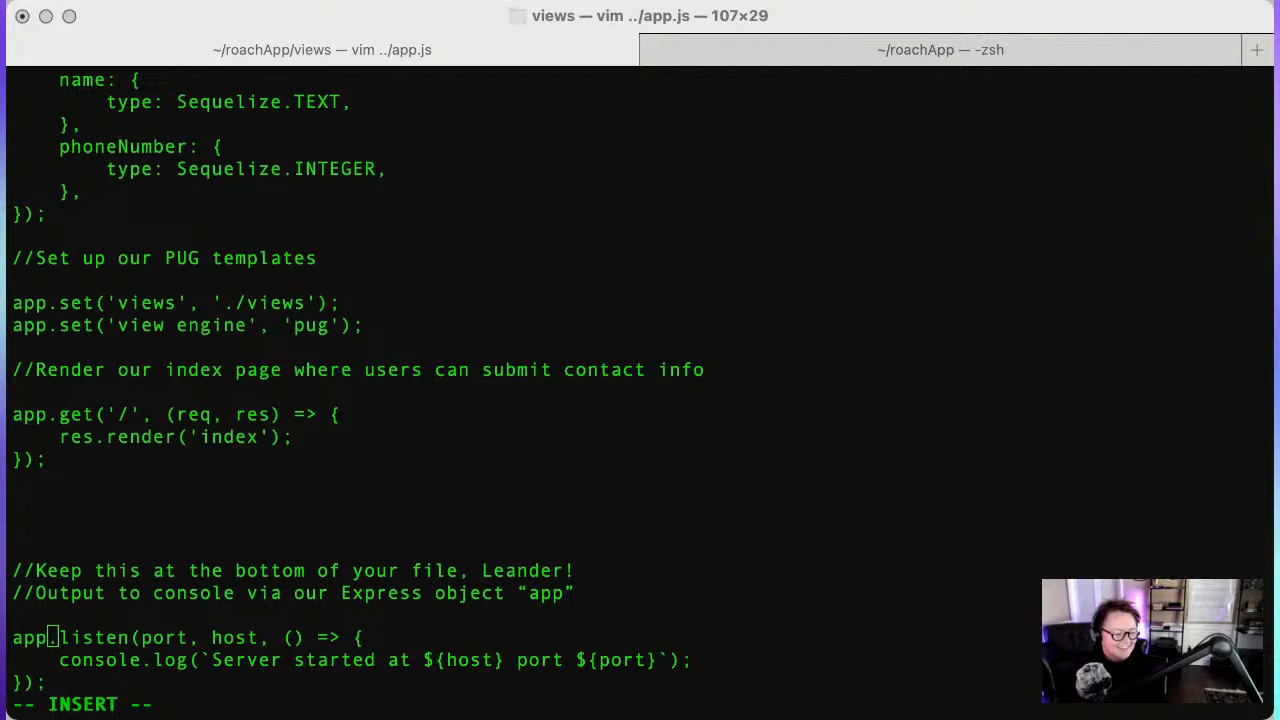 views — vim ../app.js — 107×29
~/roachApp/views — vim ../app.js
~/roachApp — -zsh
+
name: {
type: Sequelize.TEXT,
},
phoneNumber: {
type: Sequelize.INTEGER,
},
});
//Set up our PUG templates
app.set('views', './views');
app.set('view engine', 'pug');
//Render our index page where users can submit contact info
app.get('/', (req, res) => {
res.render('index');
});
//Keep this at the bottom of your file, Leander!
//Output to console via our Express object “app”
app.listen(port, host, () => {
console.log(`Server started at ${host} port ${port}`);
});
-- INSERT --